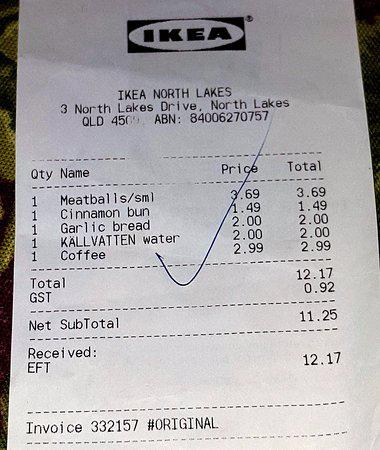 IKEA®
IKEA NORTH LAKES
3 North Lakes Drive, North Lakes
QLD ABN: 84006270757
Qty Name Price Total
1 Meatballs/sml 3.69 3.69
1 Cinnamon bun 1.49 1.49
1 Garlic bread 2.00 2.00
1 KÄLLVATTEN water 2.00 2.00
1 Coffee 2.99 2.99
Total 12.17
GST 0.92
Net SubTotal 11.25
Received:
EFT 12.17
Invoice 332157 #ORIGINAL